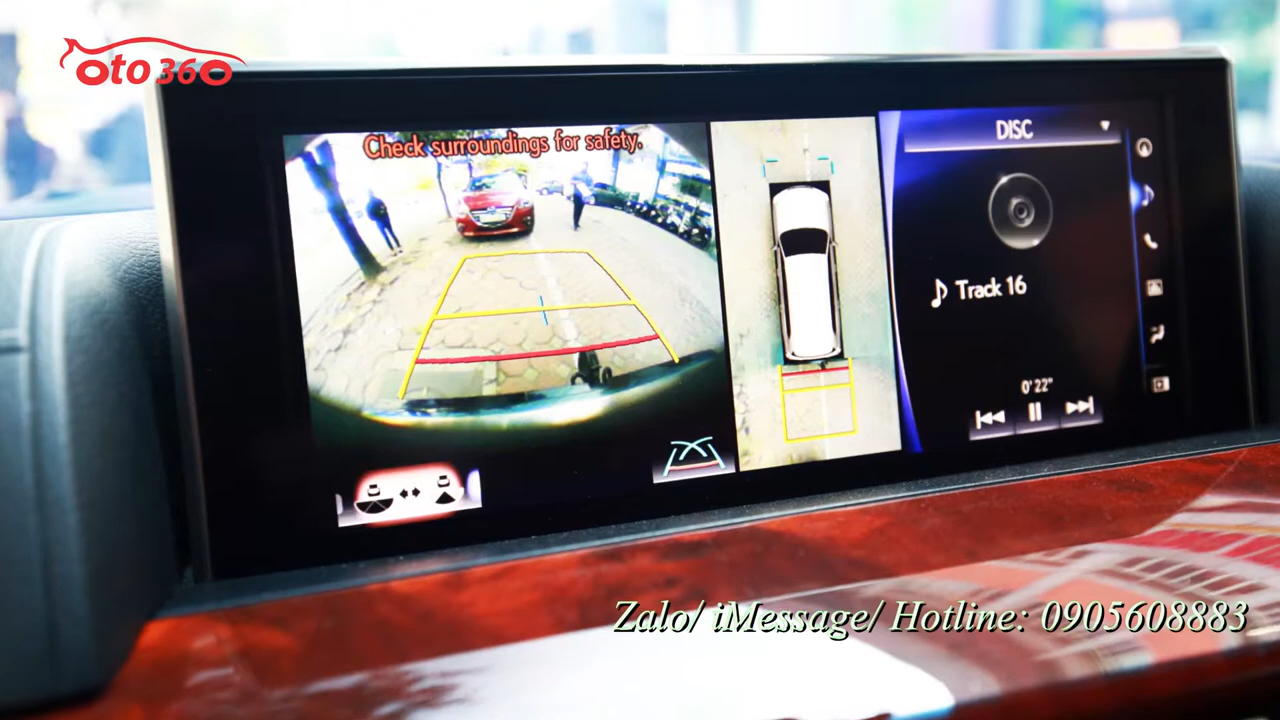 oto360
Check surroundings for safety.
DISC
Track 16
0'22"
Zalo/ iMessage/ Hotline: 0905608883